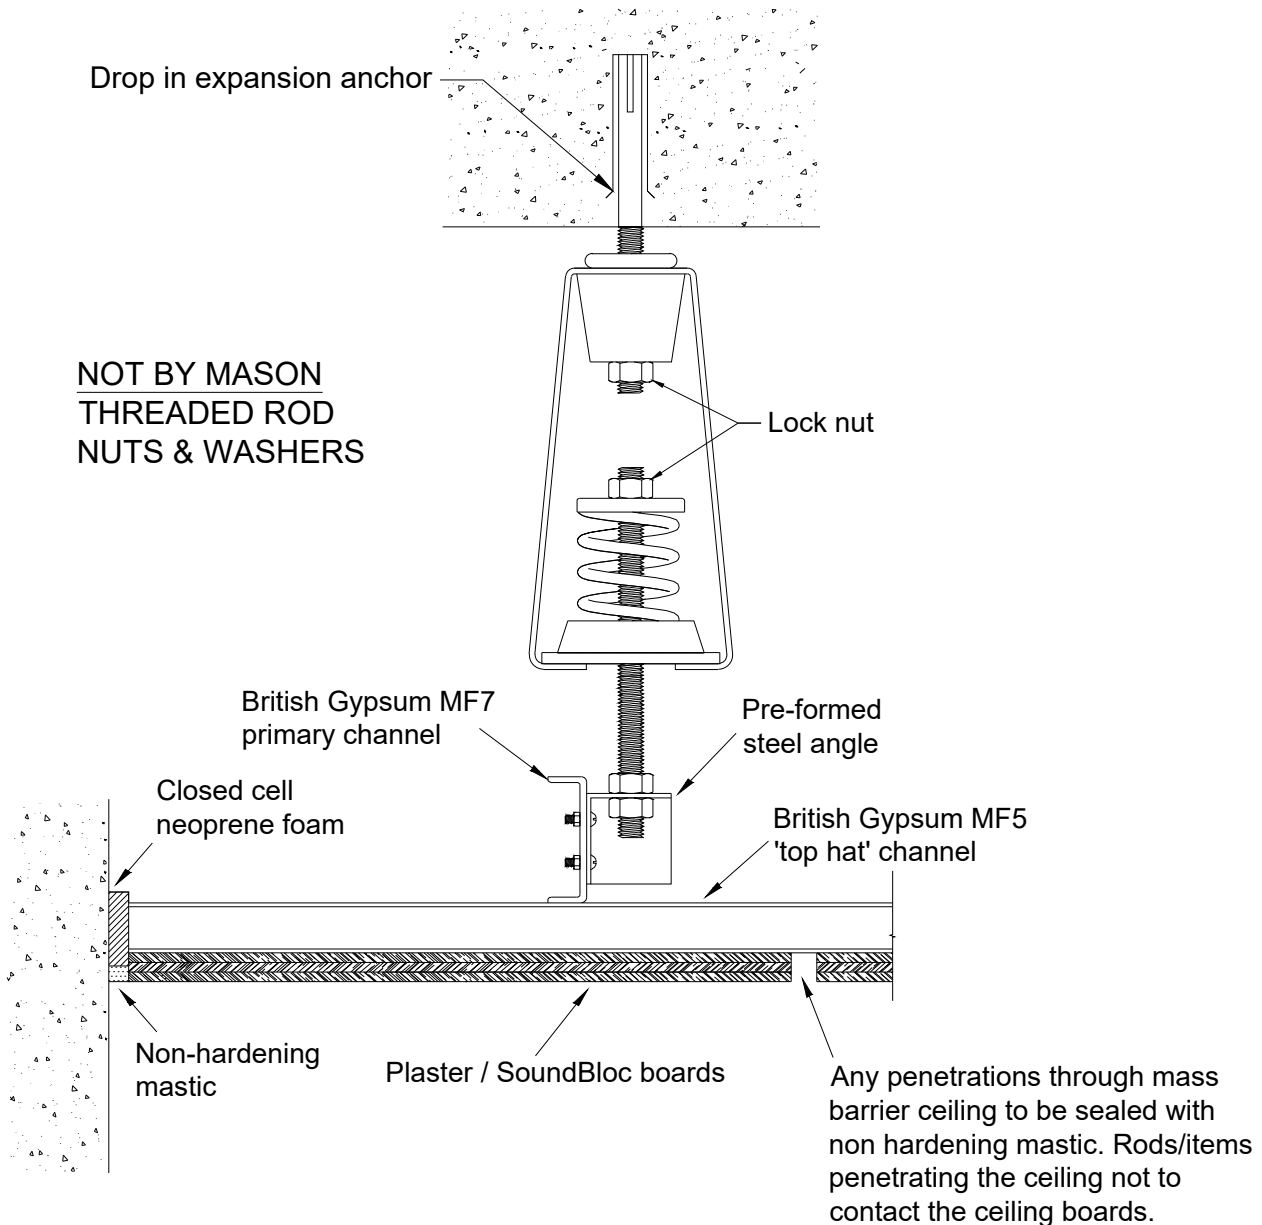 Drop in expansion anchor
NOT BY MASON
THREADED ROD
NUTS & WASHERS
Lock nut
British Gypsum MF7
primary channel
Pre-formed
steel angle
Closed cell
neoprene foam
British Gypsum MF5
'top hat' channel
Non-hardening
mastic
Plaster / SoundBloc boards
Any penetrations through mass
barrier ceiling to be sealed with
non hardening mastic. Rods/items
penetrating the ceiling not to
contact the ceiling boards.